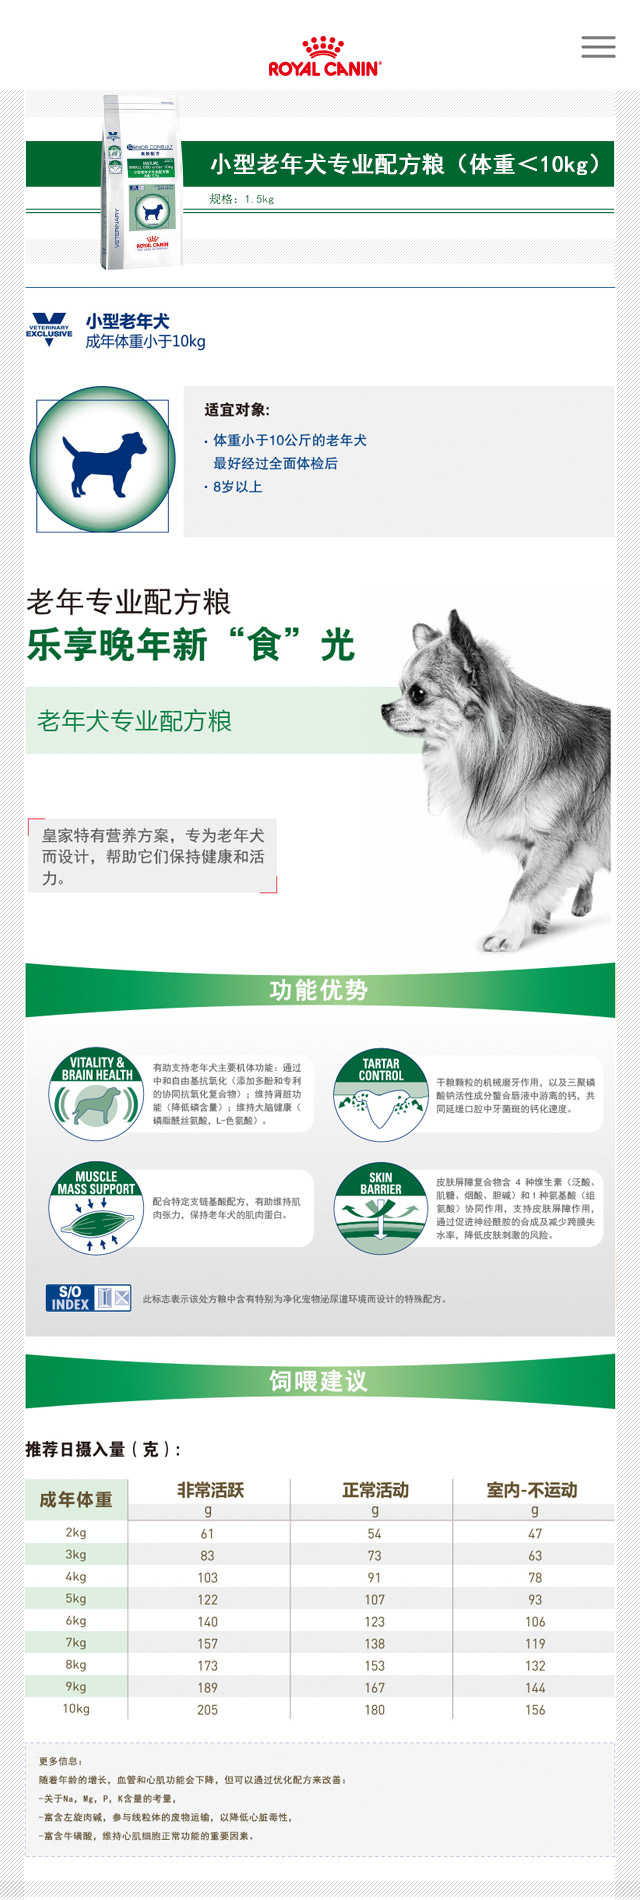 ROYAL CANIN
小型老年犬专业配方粮（体重＜10kg）
规格：1.5kg
VETERINARY
ROYAL CANIN
VETERINARY
EXCLUSIVE
小型老年犬
成年体重小于10kg
适宜对象:
· 体重小于10公斤的老年犬
最好经过全面体检后
· 8岁以上
老年专业配方粮
乐享晚年新“食”光
老年犬专业配方粮
皇家特有营养方案，专为老年犬
而设计，帮助它们保持健康和活
力。
功能优势
VITALITY &
BRAIN HEALTH
有助支持老年犬主要机体功能：通过
中和自由基抗氧化（添加多酚和专利
的协同抗氧化复合物）；维持肾脏功
能（降低磷含量）；维持大脑健康（
磷脂酰丝氨酸，L-色氨酸）。
TARTAR
CONTROL
干粮颗粒的机械磨牙作用，以及三聚磷
酸钠活性成分螯合唇液中游离的钙，共
同延缓口腔中牙菌斑的钙化速度。
MUSCLE
MASS SUPPORT
配合特定支链基酸配方，有助维持肌
肉张力，保持老年犬的肌肉蛋白。
SKIN
BARRIER
皮肤屏障复合物含 4 种维生素（泛酸、
肌糖、烟酸、胆碱）和1种氨基酸（组
氨酸）协同作用，支持皮肤屏障作用，
通过促进神经酰胺的合成及减少跨膜失
水率，降低皮肤刺激的风险。
S/O
INDEX
此标志表示该处方粮中含有特别为净化宠物泌尿道环境而设计的特殊配方。
饲喂建议
推荐日摄入量（克）:
成年体重 非常活跃 正常活动 室内-不运动
g g g
2kg 61 54 47
3kg 83 73 63
4kg 103 91 78
5kg 122 107 93
6kg 140 123 106
7kg 157 138 119
8kg 173 153 132
9kg 189 167 144
10kg 205 180 156
更多信息：
随着年龄的增长，血管和心肌功能会下降，但可以通过优化配方来改善：
-关于Na，Mg，P，K含量的考量，
-富含左旋肉碱，参与线粒体的废物运输，以降低心脏毒性，
-富含牛磺酸，维持心肌细胞正常功能的重要因素。